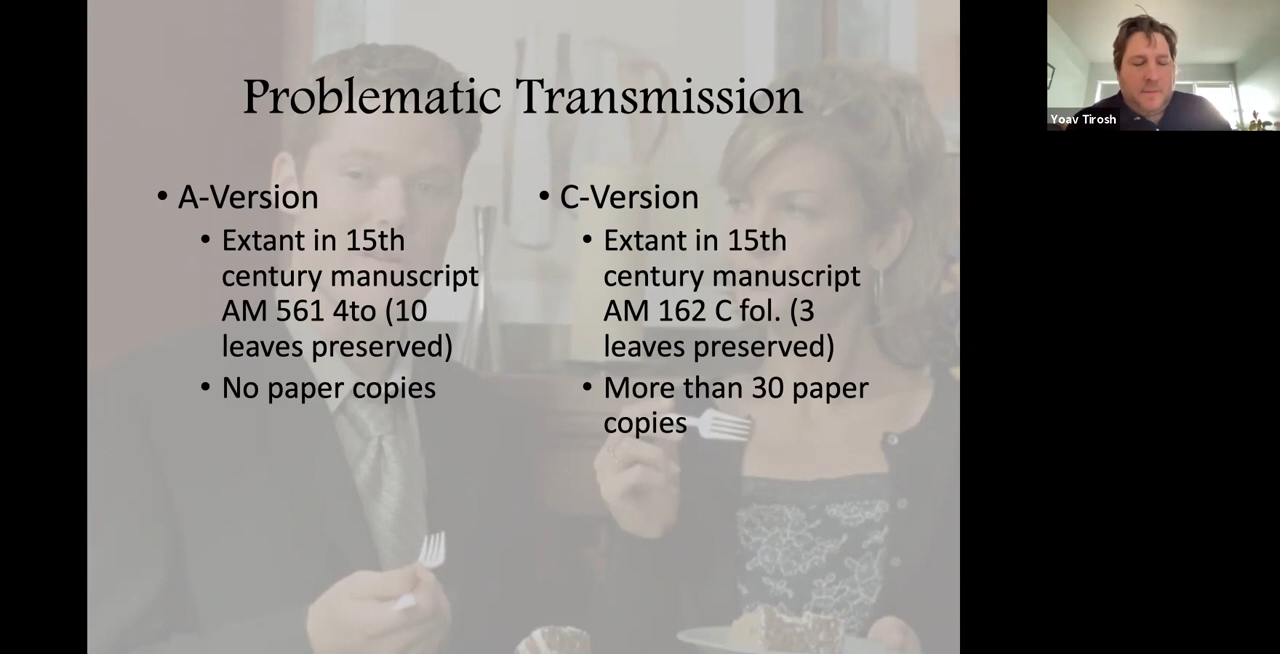 Problematic Transmission
• A-Version
• Extant in 15th
century manuscript
AM 561 4to (10
leaves preserved)
• No paper copies
• C-Version
• Extant in 15th
century manuscript
AM 162 C fol. (3
leaves preserved)
• More than 30 paper
copies
Yoav Tirosh